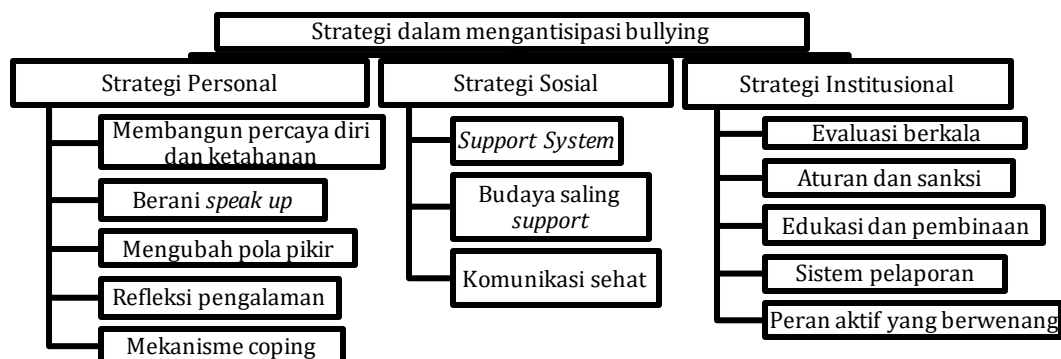 Strategi dalam mengantisipasi bullying
Strategi Personal
Membangun percaya diri
dan ketahanan
Berani speak up
Mengubah pola pikir
Refleksi pengalaman
Mekanisme coping
Strategi Sosial
Support System
Budaya saling
support
Komunikasi sehat
Strategi Institusional
Evaluasi berkala
Aturan dan sanksi
Edukasi dan pembinaan
Sistem pelaporan
Peran aktif yang berwenang